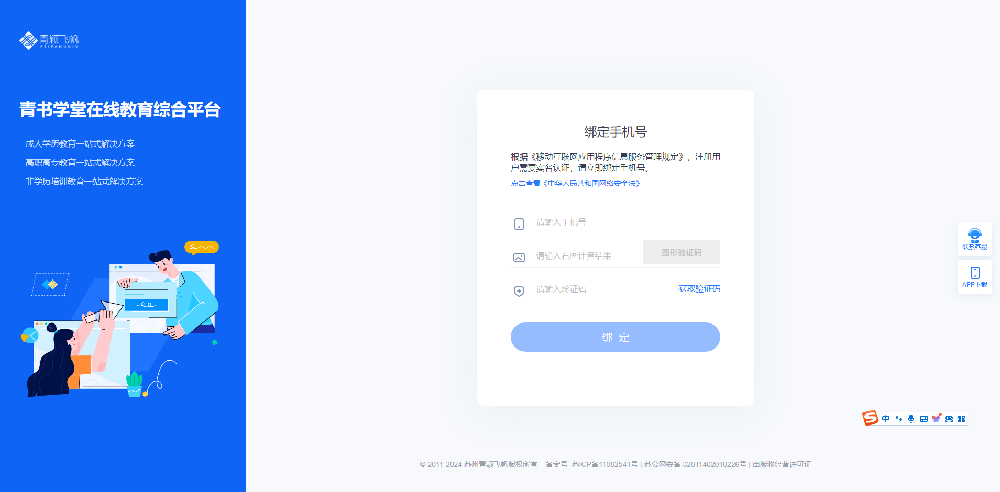 青颖飞帆
FEIFANUNIV
青书学堂在线教育综合平台
- 成人学历教育一站式解决方案
- 高职高专教育一站式解决方案
- 非学历培训教育一站式解决方案
绑定手机号
根据《移动互联网应用程序信息服务管理规定》，注册用
户需要实名认证，请立即绑定手机号。
点击查看《中华人民共和国网络安全法》
请输入手机号
请输入右图计算结果 图形验证码
请输入验证码 获取验证码
绑 定
联系客服
APP下载
中
© 2011-2024 苏州青颖飞帆版权所有 备案号 苏ICP备11082541号 | 苏公网安备 32011402010226号 | 出版物经营许可证